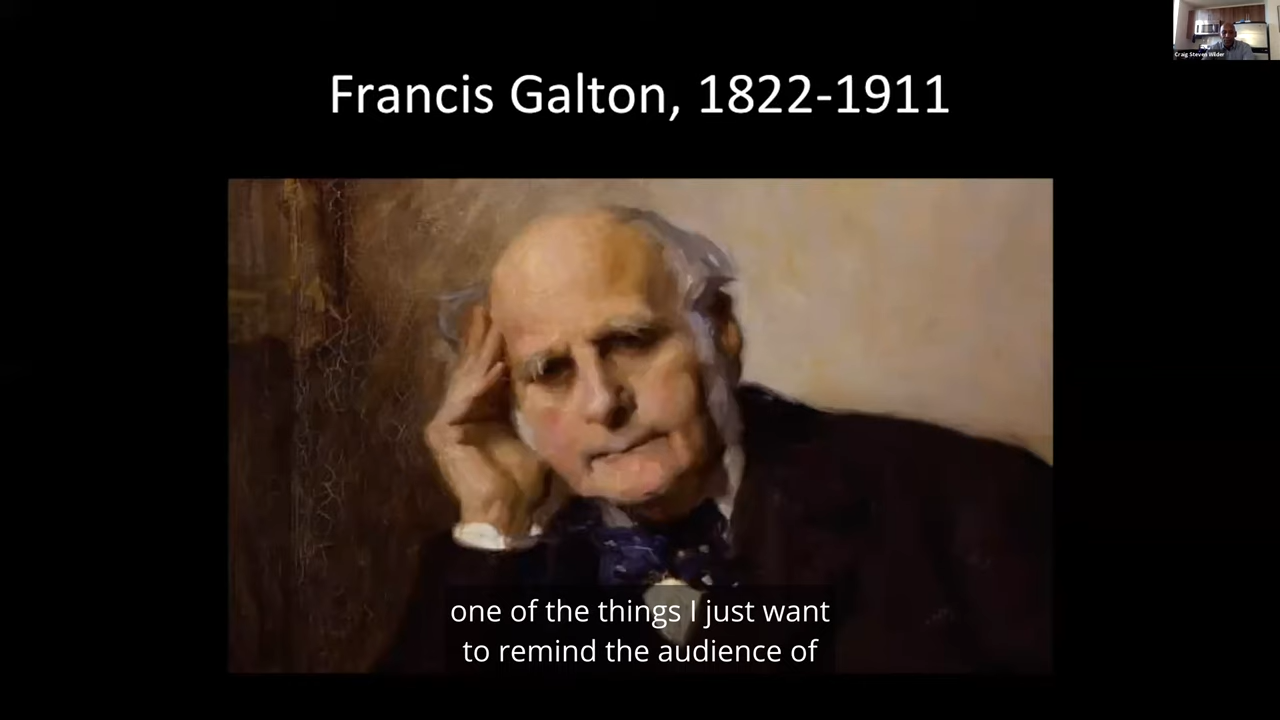 Craig Steven Wilder
Francis Galton, 1822-1911
one of the things I just want
to remind the audience of